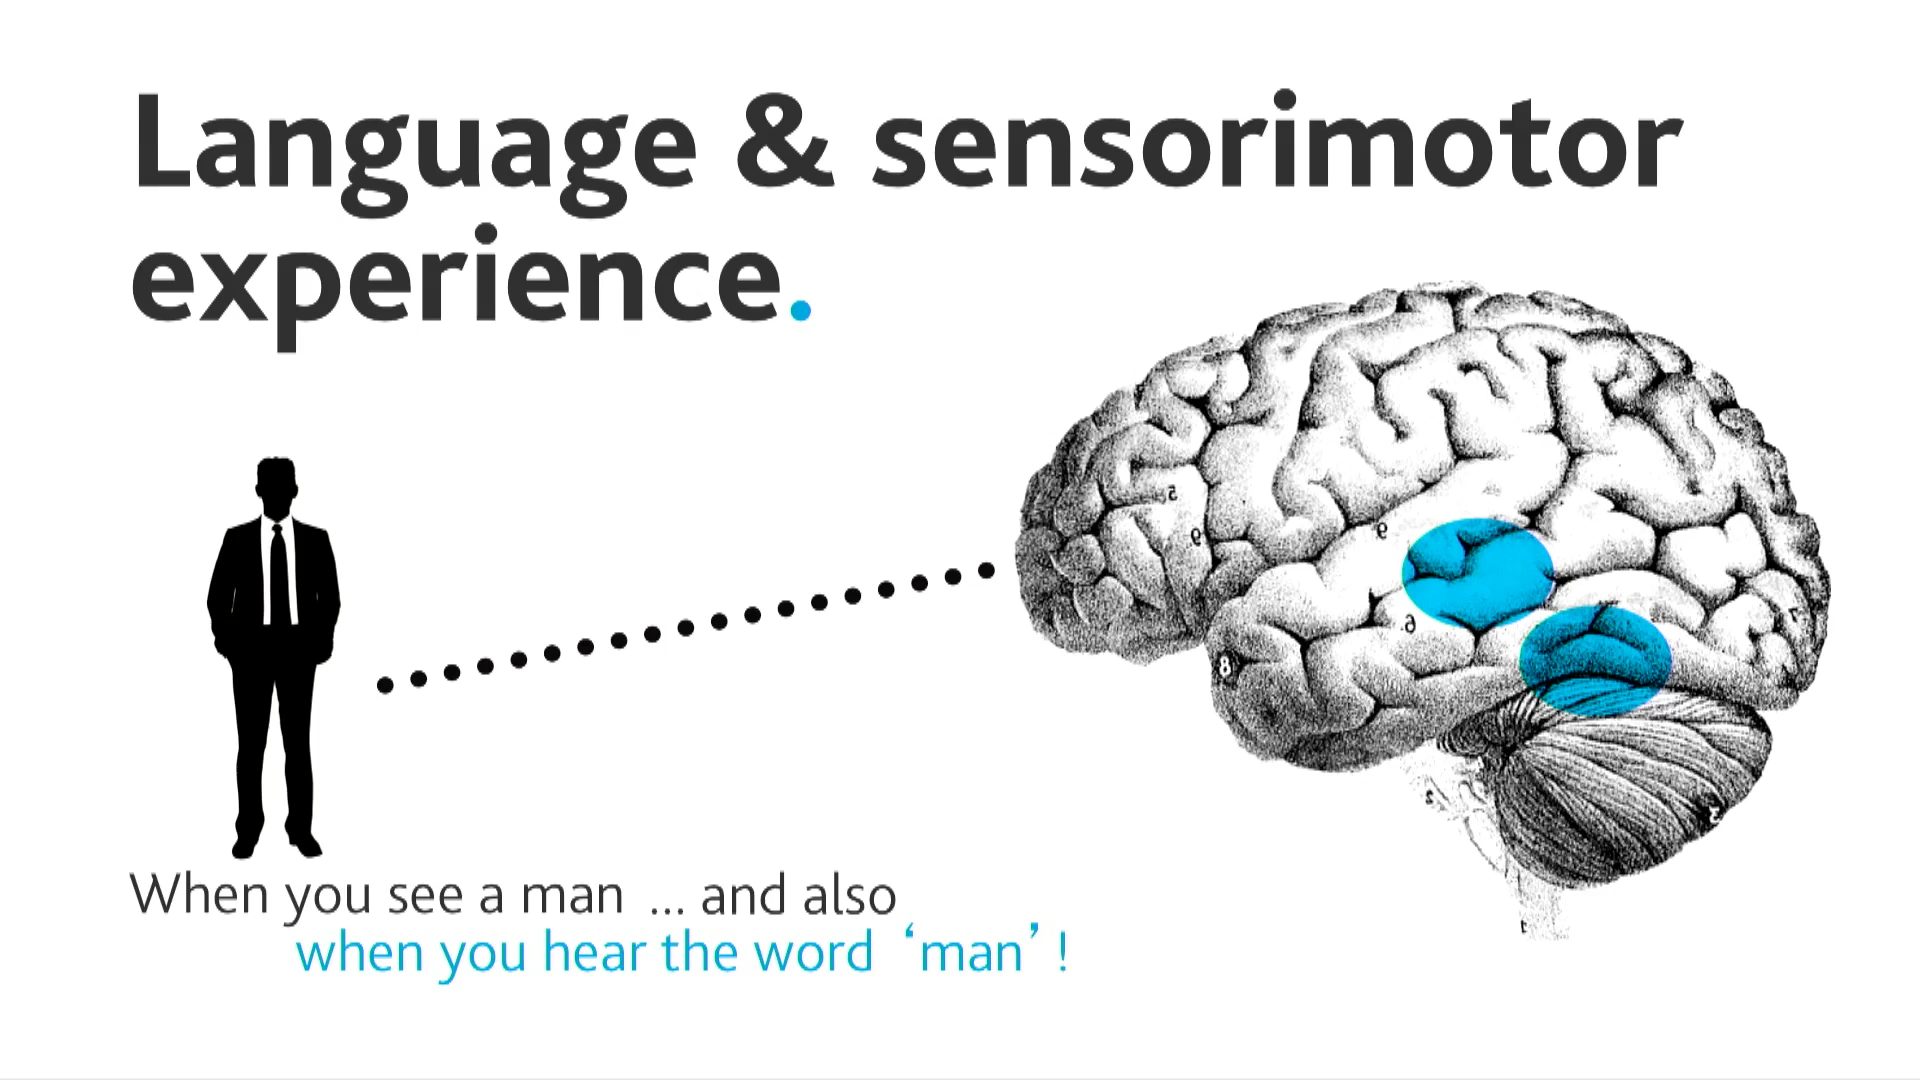 Language & sensorimotor
experience.
When you see a man ... and also
when you hear the word ‘man’ !